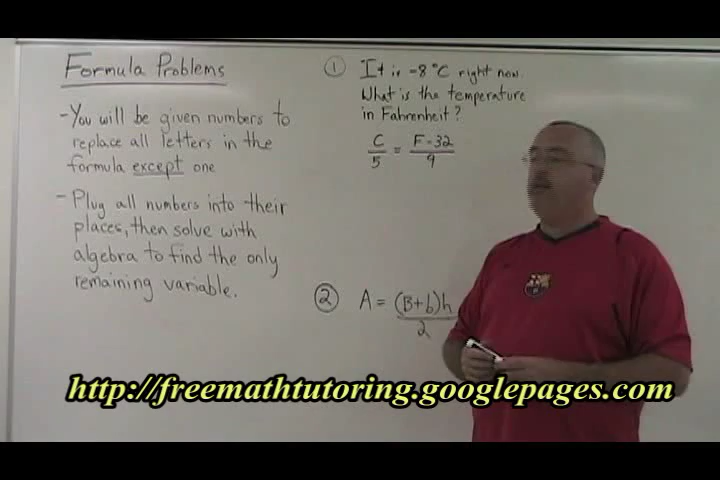 Formula Problems
- You will be given numbers to
replace all letters in the
formula except one
- Plug all numbers into their
places, then solve with
algebra to find the only
remaining variable.
① It is -8°C right now.
What is the temperature
in Fahrenheit?
C/5 = F-32/9
② A = (B+b)h/2
http://freemathtutoring.googlepages.com